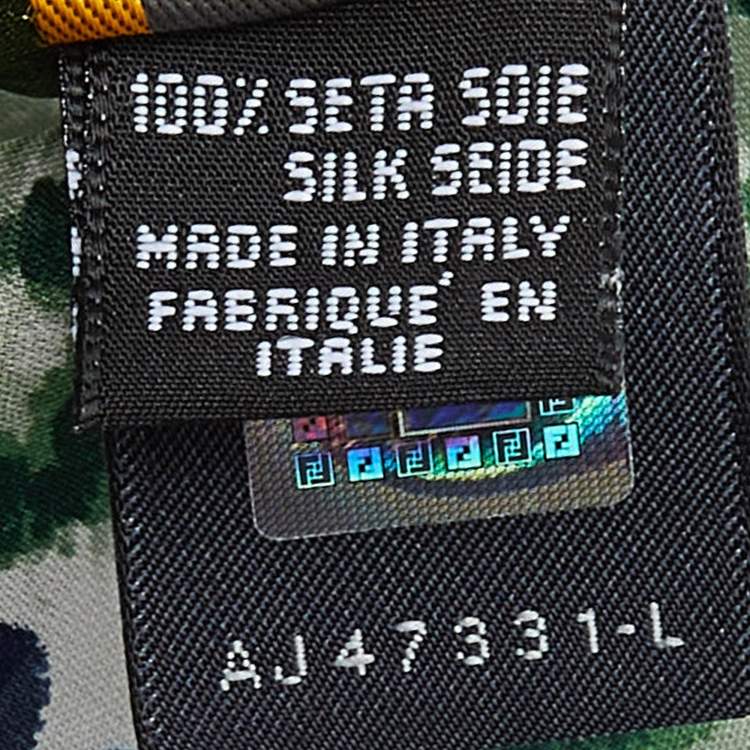 100% SETA SOIE
SILK SEIDE
MADE IN ITALY
FABRIQUE' EN
ITALIE
AJ47331-L